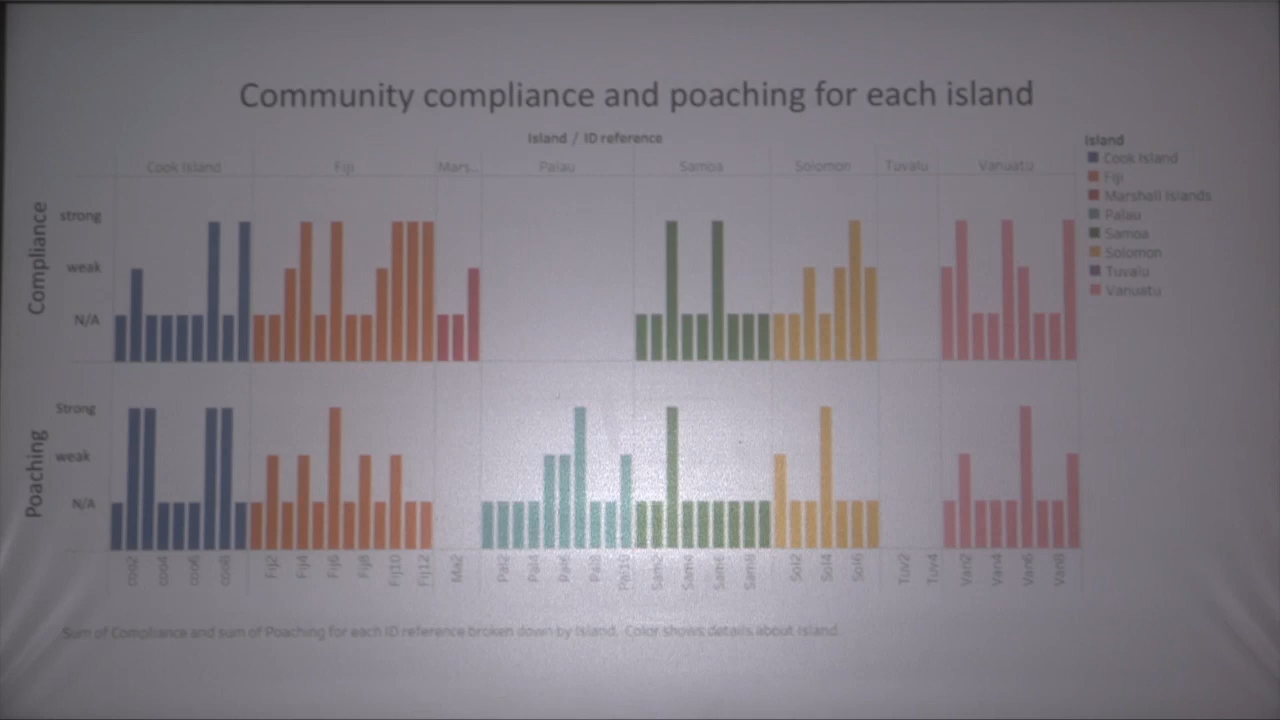 Community compliance and poaching for each island
Island / ID reference
Cook Island Fiji Mars... Palau Samoa Solomon Tuvalu Vanuatu
Compliance
strong
weak
N/A
Poaching
Strong
weak
N/A
coo2 coo4 coo6 coo8 Fij2 Fij4 Fij6 Fij8 Fij10 Fij12 Ma2 Pal2 Pal4 Pal6 Pal8 Pal10 Sam2 Sam4 Sam6 Sam8 Sol2 Sol4 Sol6 Tuv2 Tuv4 Van2 Van4 Van6 Van8
Island
Cook Island
Fiji
Marshall Islands
Palau
Samoa
Solomon
Tuvalu
Vanuatu
Sum of Compliance and sum of Poaching for each ID reference broken down by Island. Color shows details about Island.